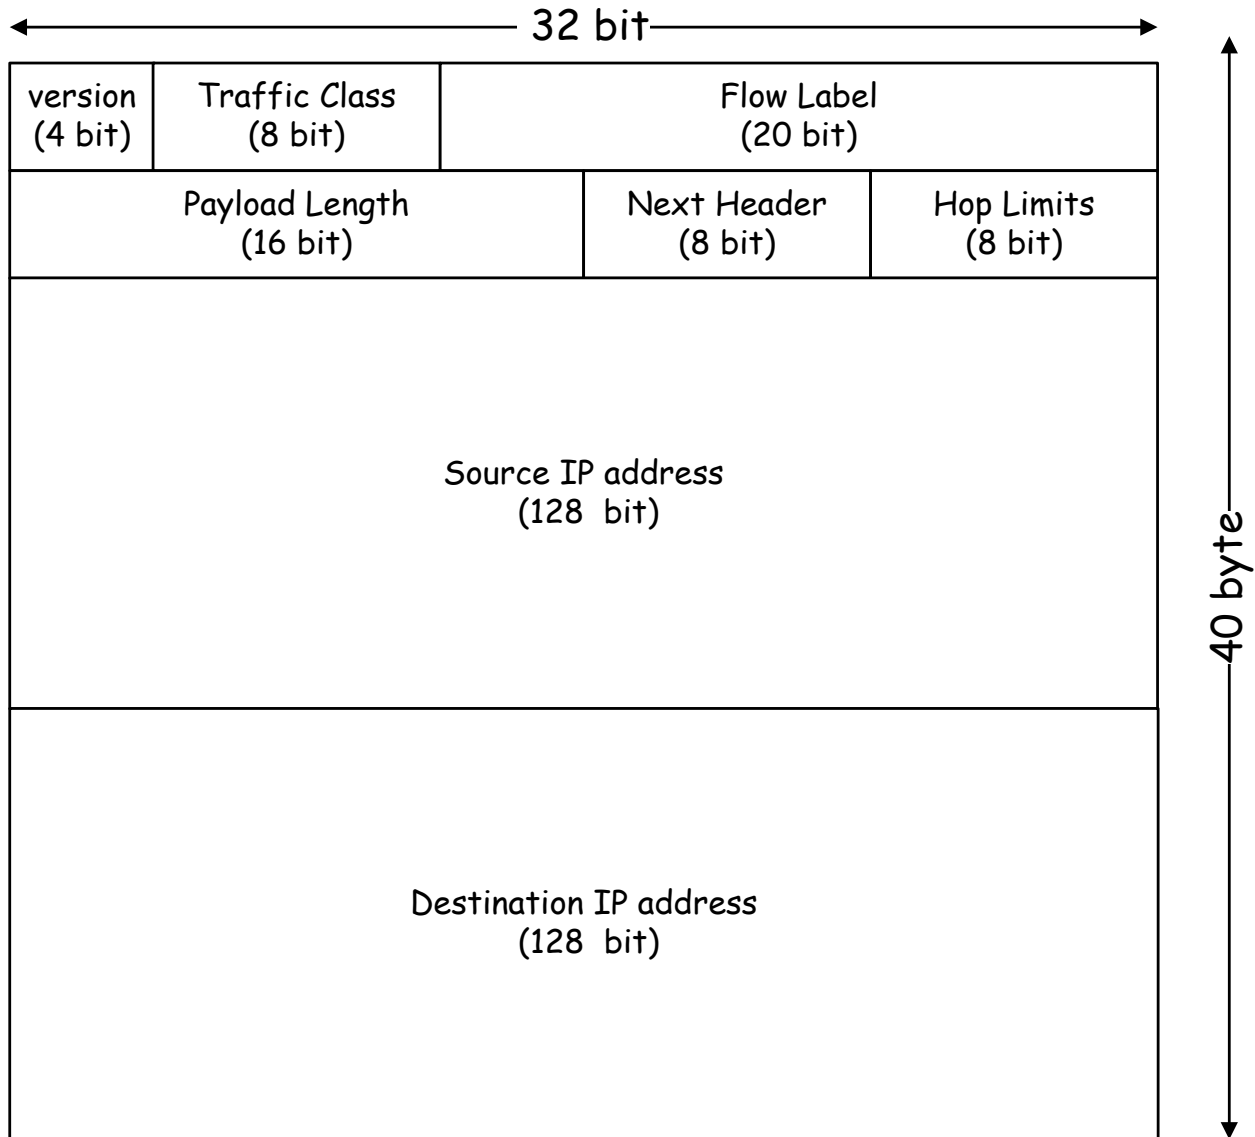 32 bit
version
(4 bit)
Traffic Class
(8 bit)
Flow Label
(20 bit)
Payload Length
(16 bit)
Next Header
(8 bit)
Hop Limits
(8 bit)
Source IP address
(128 bit)
40 byte
Destination IP address
(128 bit)